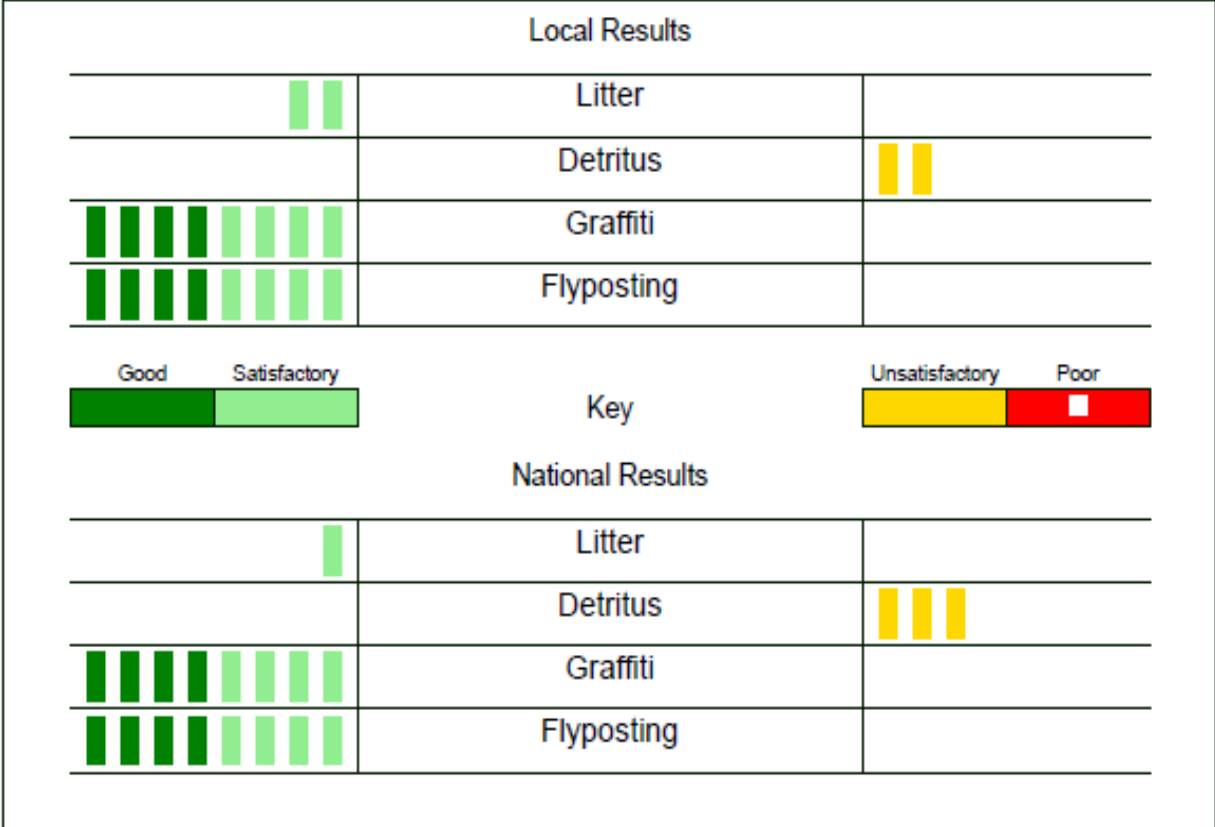 Local Results
Litter
Detritus
Graffiti
Flyposting
Good Satisfactory Unsatisfactory Poor
Key
National Results
Litter
Detritus
Graffiti
Flyposting